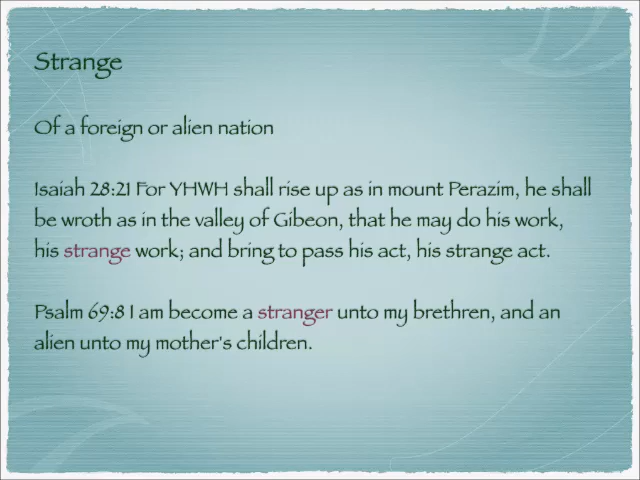 Strange
Of a foreign or alien nation
Isaiah 28:21 For YHWH shall rise up as in mount Perazim, he shall
be wroth as in the valley of Gibeon, that he may do his work,
his strange work; and bring to pass his act, his strange act.
Psalm 69:8 I am become a stranger unto my brethren, and an
alien unto my mother's children.